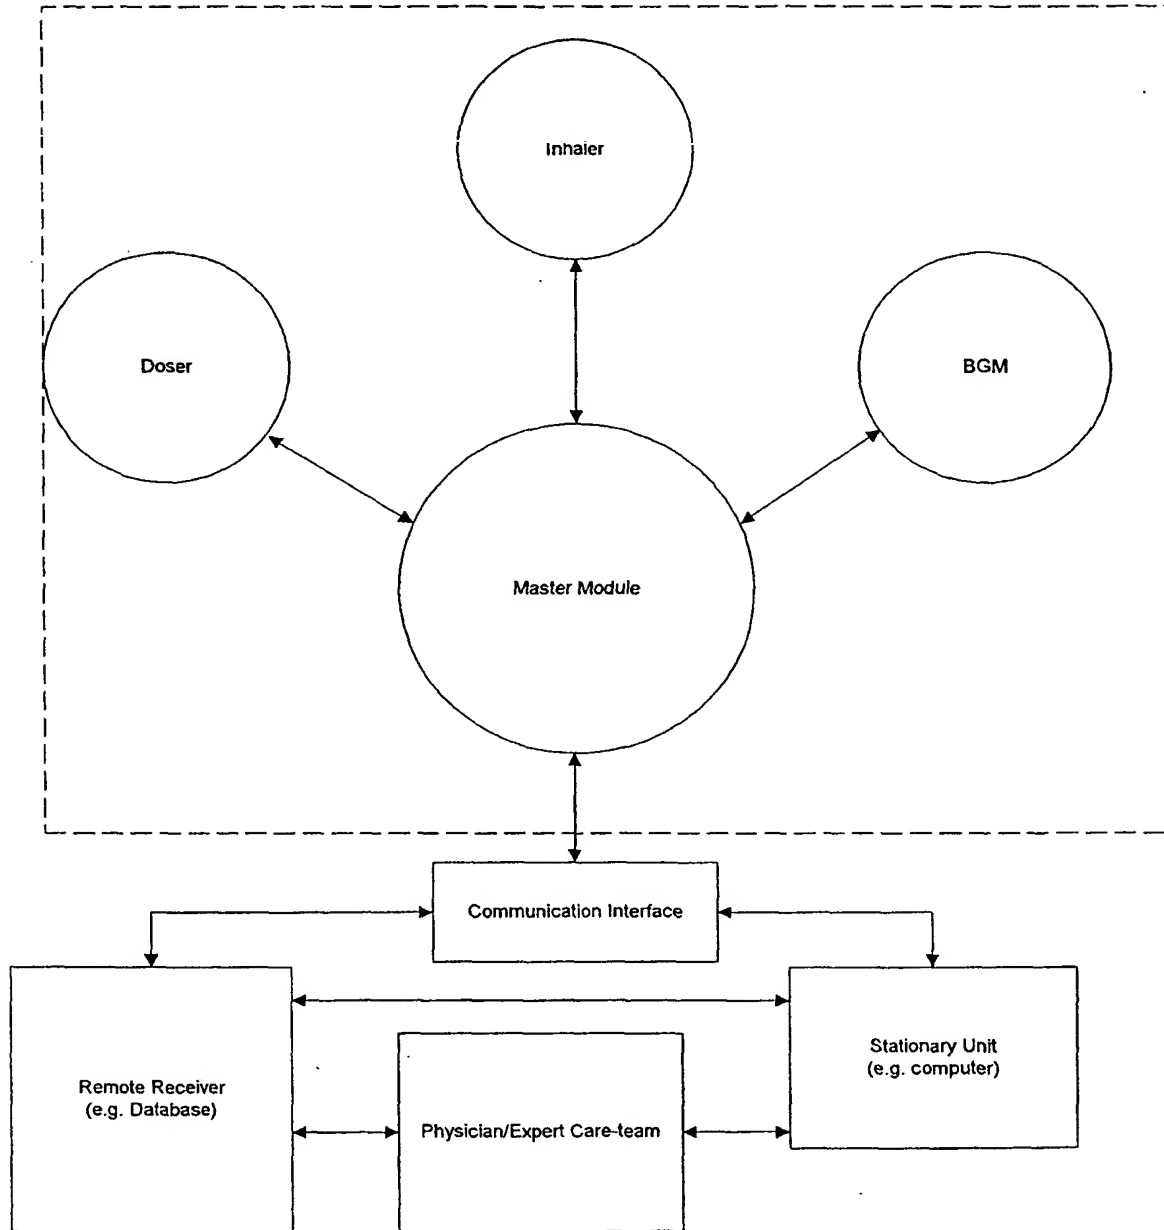 Inhaler
Doser
BGM
Master Module
Communication Interface
Stationary Unit
(e.g. computer)
Remote Receiver
(e.g. Database)
Physician/Expert Care-team